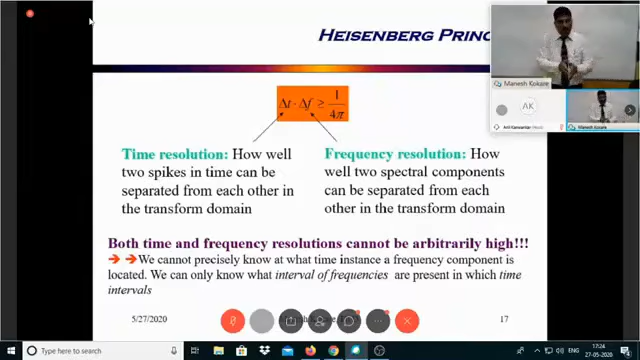 HEISENBERG PRINC
Δt · Δf ≥ 1/4π
Time resolution: How well
two spikes in time can be
separated from each other in
the transform domain
Frequency resolution: How
well two spectral components
can be separated from each
other in the transform domain
Both time and frequency resolutions cannot be arbitrarily high!!!
We cannot precisely know at what time instance a frequency component is
located. We can only know what interval of frequencies are present in which time
intervals
5/27/2020
17
Manesh Kokare
AK
Manesh Kokare
Type here to search
ENG
17:24
27-05-2020